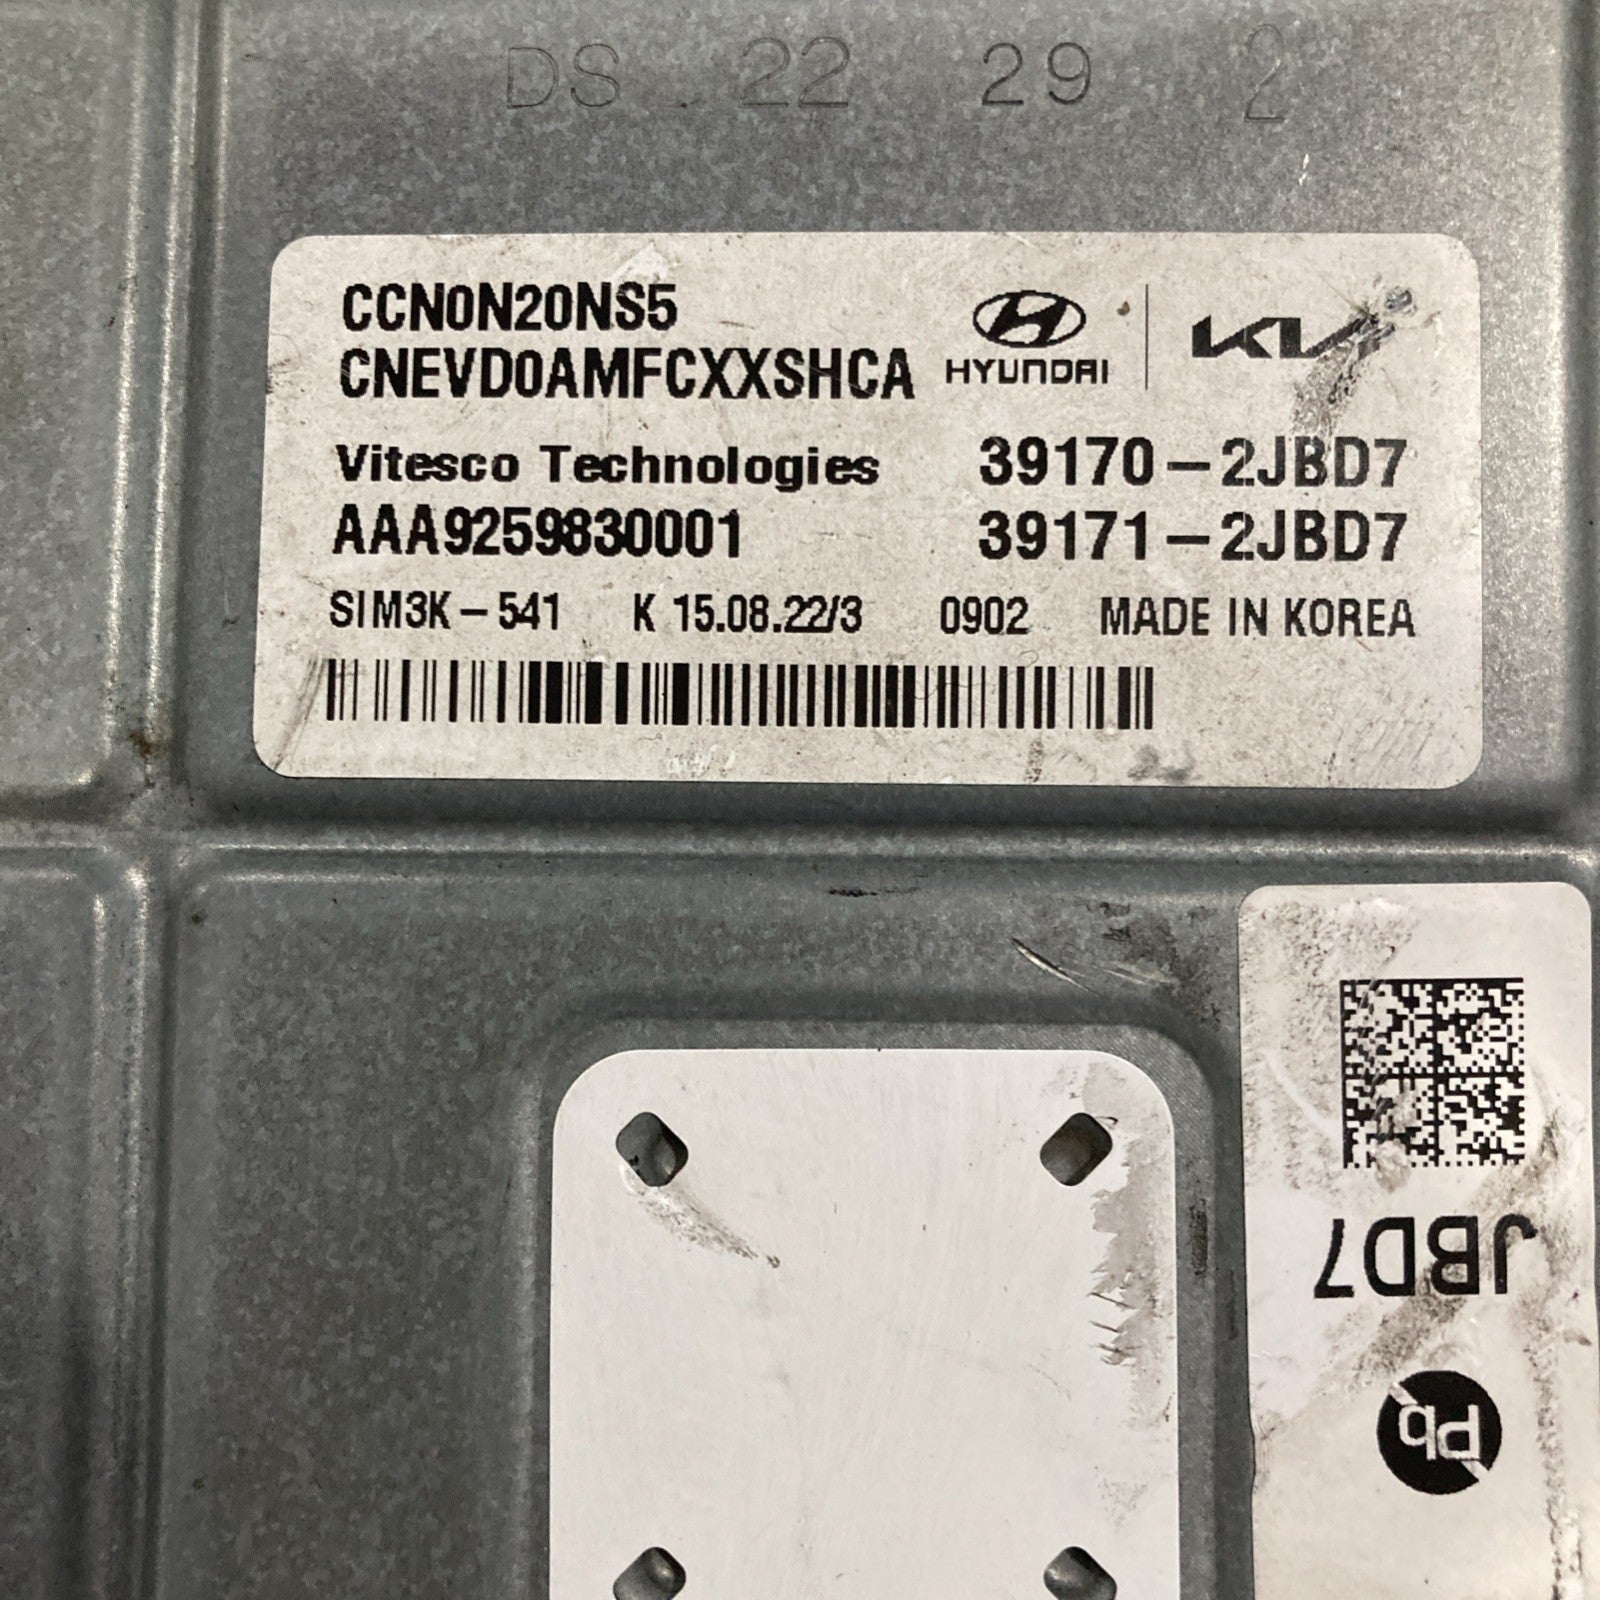 DS 22 29 2
CCN0N20NS5
CNEVD0AMFCXXSHCA
HYUNDAI
KIA
Vitesco Technologies 39170-2JBD7
AAA9259830001 39171-2JBD7
SIM3K-541 K 15.08.22/3 0902 MADE IN KOREA
JBD7
Pb